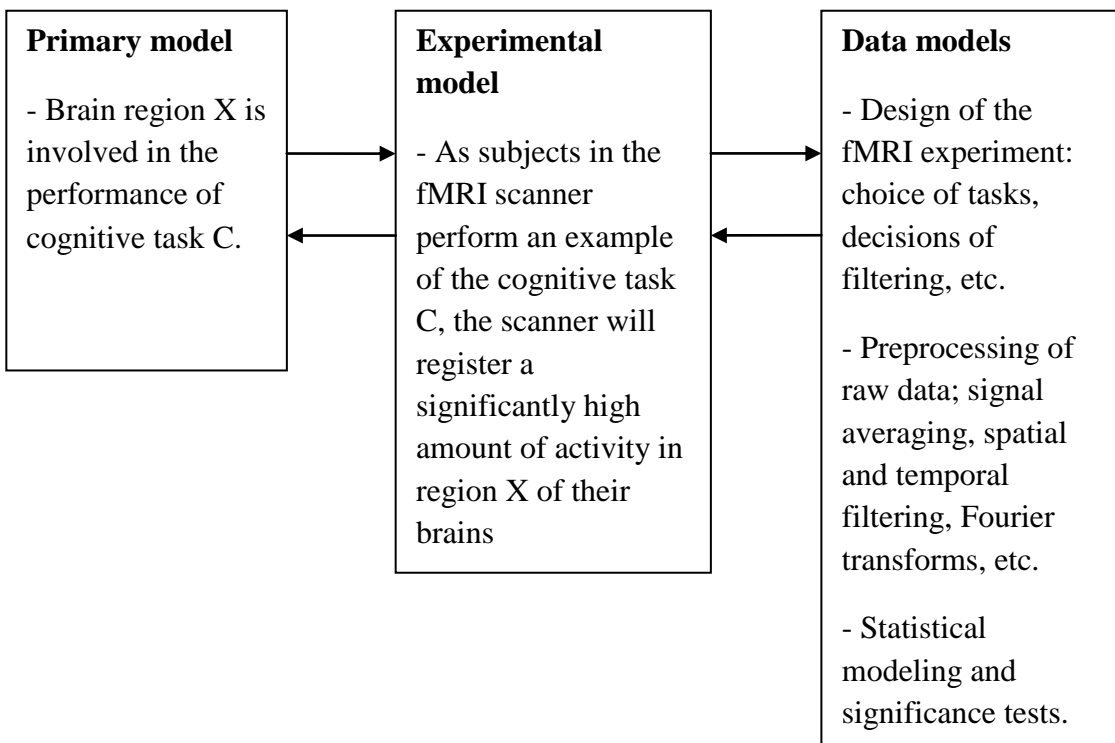 Primary model
- Brain region X is
involved in the
performance of
cognitive task C.
Experimental
model
- As subjects in the
fMRI scanner
perform an example
of the cognitive task
C, the scanner will
register a
significantly high
amount of activity in
region X of their
brains
Data models
- Design of the
fMRI experiment:
choice of tasks,
decisions of
filtering, etc.
- Preprocessing of
raw data; signal
averaging, spatial
and temporal
filtering, Fourier
transforms, etc.
- Statistical
modeling and
significance tests.